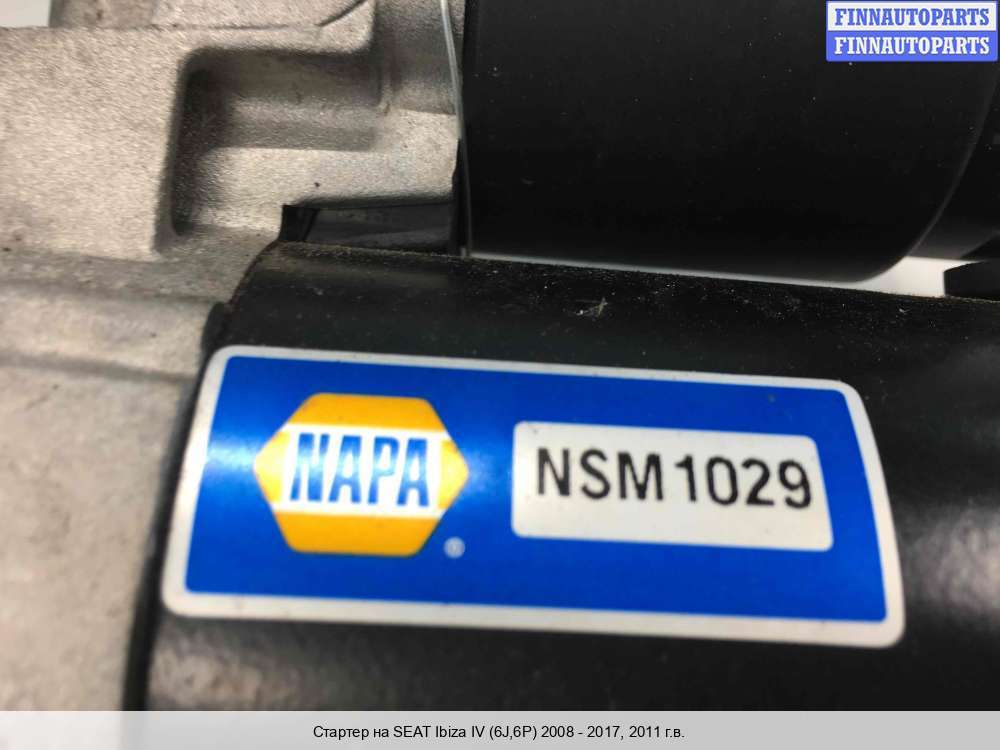 FINNAUTOPARTS
FINNAUTOPARTS
NAPA
®
NSM1029
Стартер на SEAT Ibiza IV (6J,6P) 2008 - 2017, 2011 г.в.